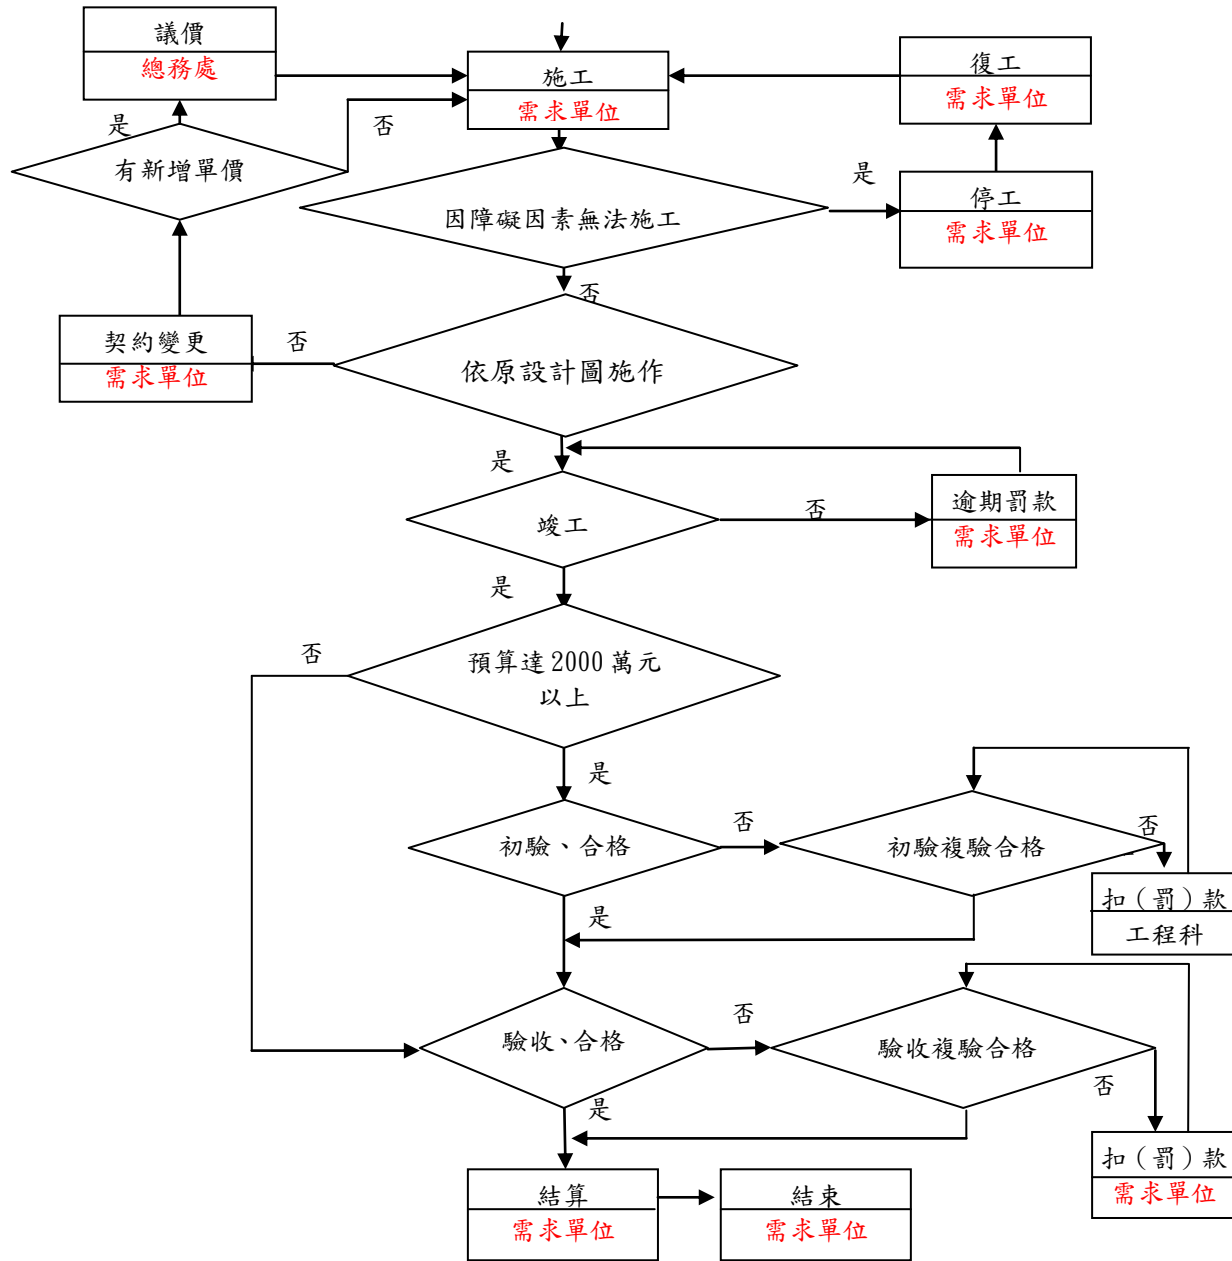 議價
總務處
施工
需求單位
復工
需求單位
是
否
有新增單價
因障礙因素無法施工
是
停工
需求單位
否
契約變更
需求單位
否
依原設計圖施作
是
竣工
否
逾期罰款
需求單位
是
否
預算達2000萬元
以上
是
初驗、合格
否
初驗複驗合格
否
扣（罰）款
工程科
是
驗收、合格
否
驗收複驗合格
否
扣（罰）款
需求單位
是
結算
需求單位
結束
需求單位